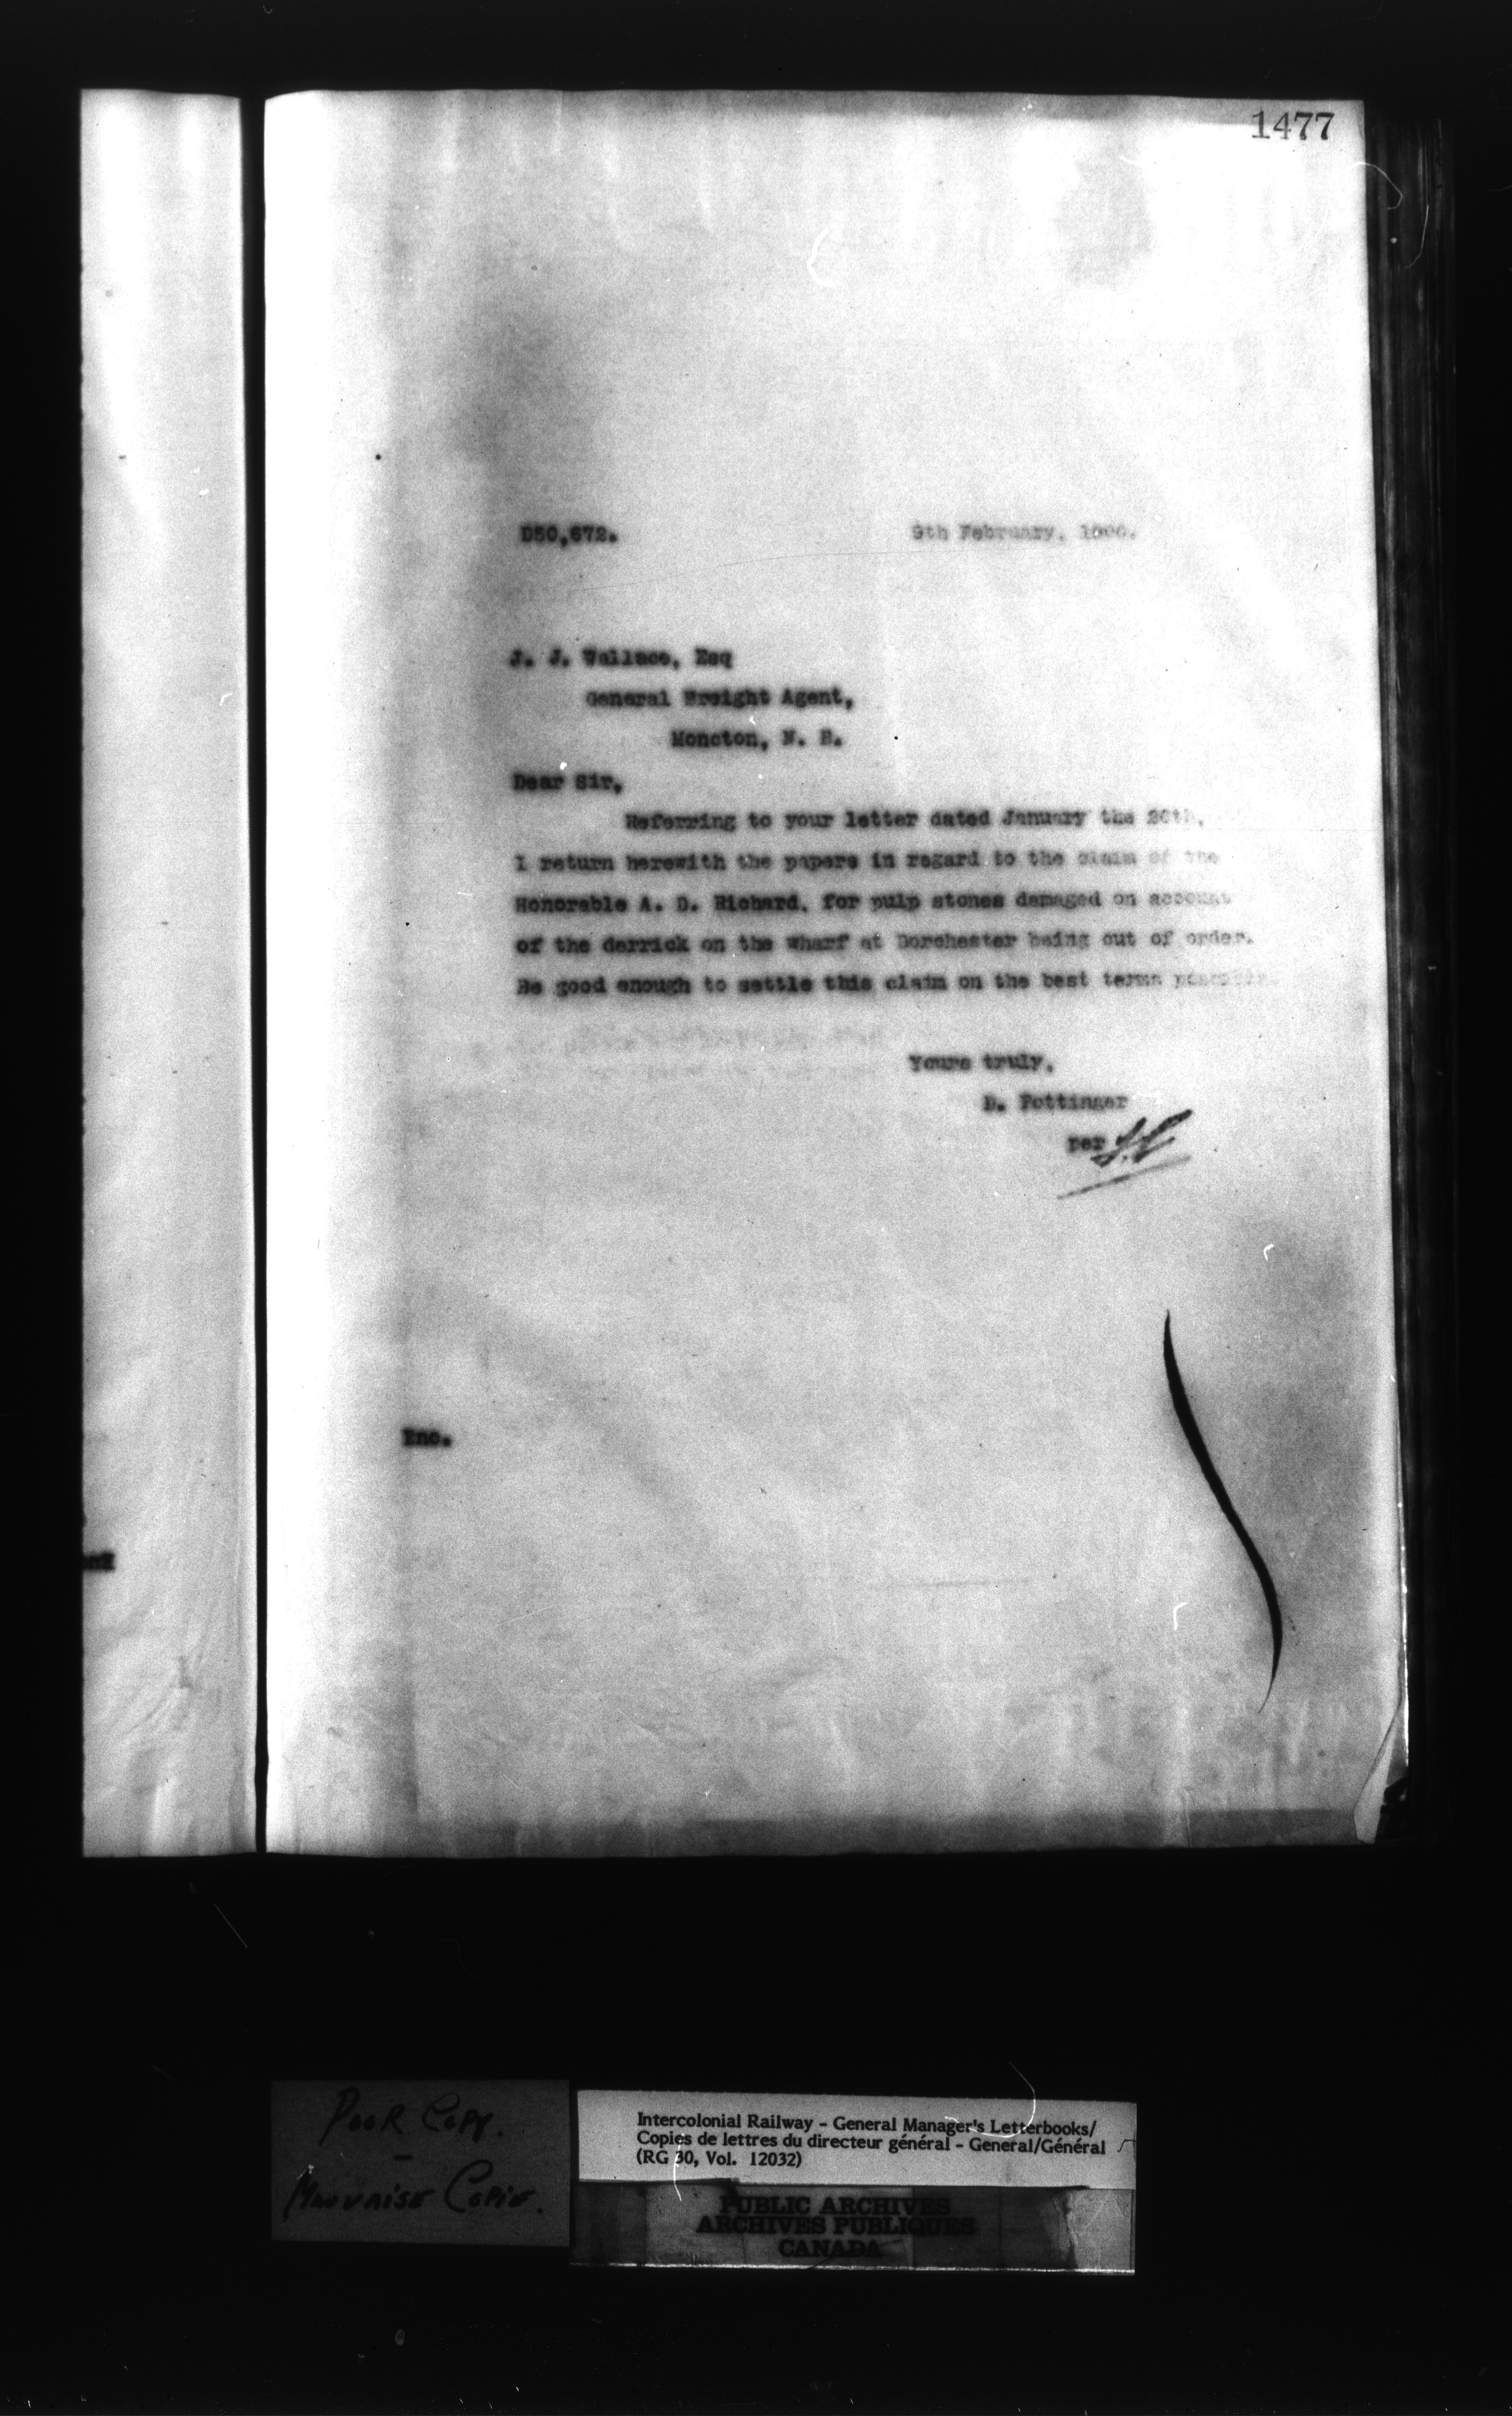 1477
D50,672.
9th February,
J. J. Wallace, Esq
General Freight Agent,
Moncton, N. B.
Dear Sir,
Referring to your letter dated January the
I return herewith the papers in regard to the claim of the
Honorable A. D. Richard, for pulp stones damaged on account
of the derrick on the wharf at Dorchester being out of order.
Be good enough to settle this claim on the best terms
Yours truly,
D. Pottinger
per
Enc.
POOR COPY.
-
MAUVAISE COPIE.
Intercolonial Railway - General Manager's Letterbooks/
Copies de lettres du directeur général - General/Général
(RG 30, Vol. 12032)
PUBLIC ARCHIVES
ARCHIVES PUBLIQUES
CANADA